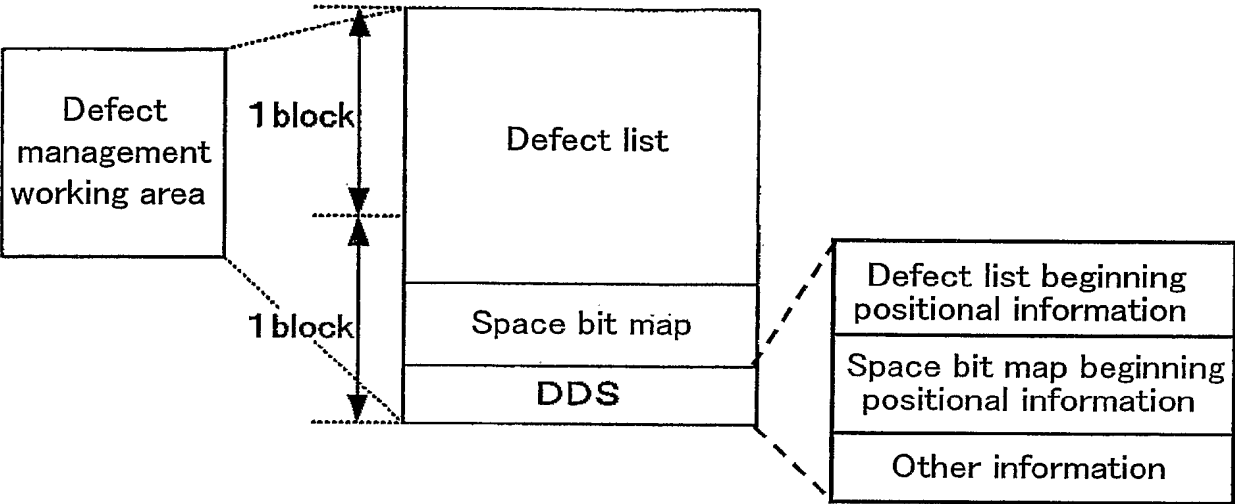 Defect
management
working area
1 block
1 block
Defect list
Space bit map
DDS
Defect list beginning
positional information
Space bit map beginning
positional information
Other information